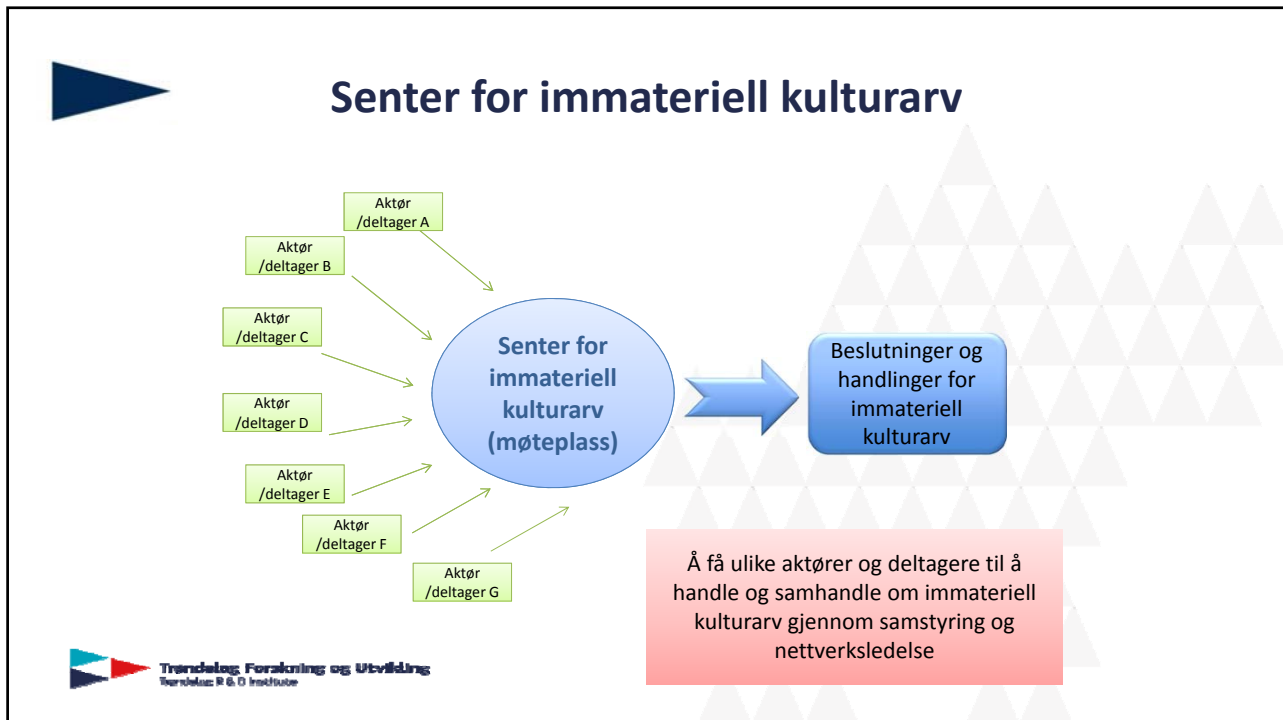 Senter for immateriell kulturarv
Aktør
/deltager A
Aktør
/deltager B
Aktør
/deltager C
Aktør
/deltager D
Aktør
/deltager E
Aktør
/deltager F
Aktør
/deltager G
Senter for
immateriell
kulturarv
(møteplass)
Beslutninger og
handlinger for
immateriell
kulturarv
Å få ulike aktører og deltagere til å
handle og samhandle om immateriell
kulturarv gjennom samstyring og
nettverksledelse
Trøndelag Forskning og Utvikling
Trøndelag R & D Institute